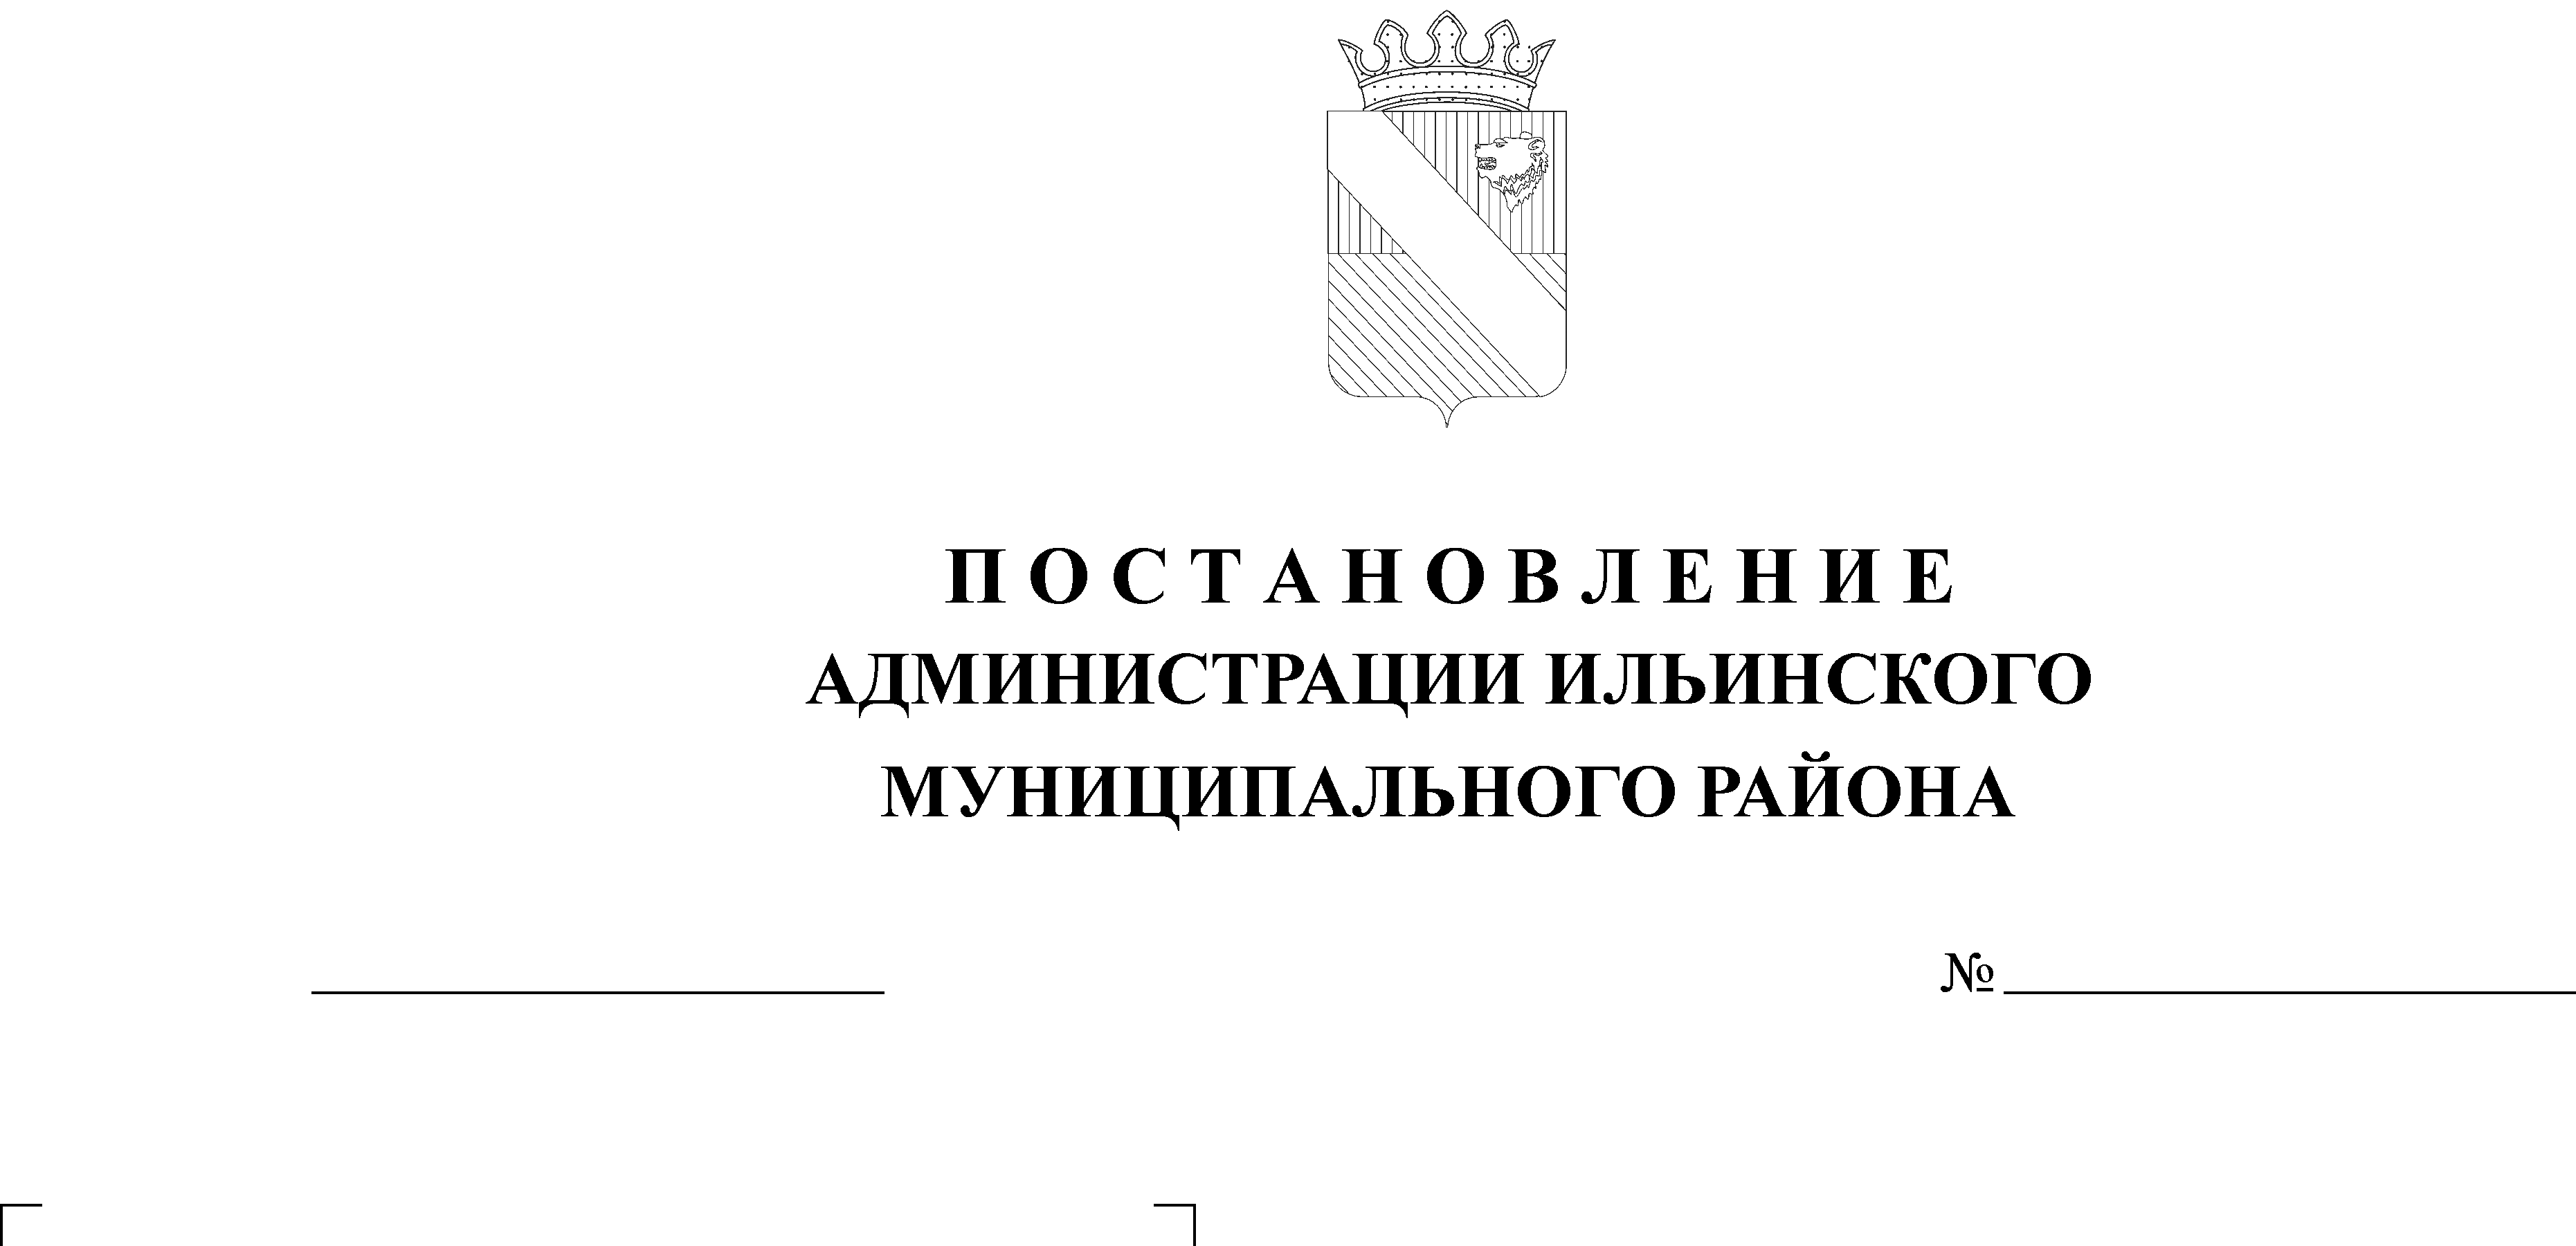 П О С Т А Н О В Л Е Н И Е
АДМИНИСТРАЦИИ ИЛЬИНСКОГО
МУНИЦИПАЛЬНОГО РАЙОНА
№